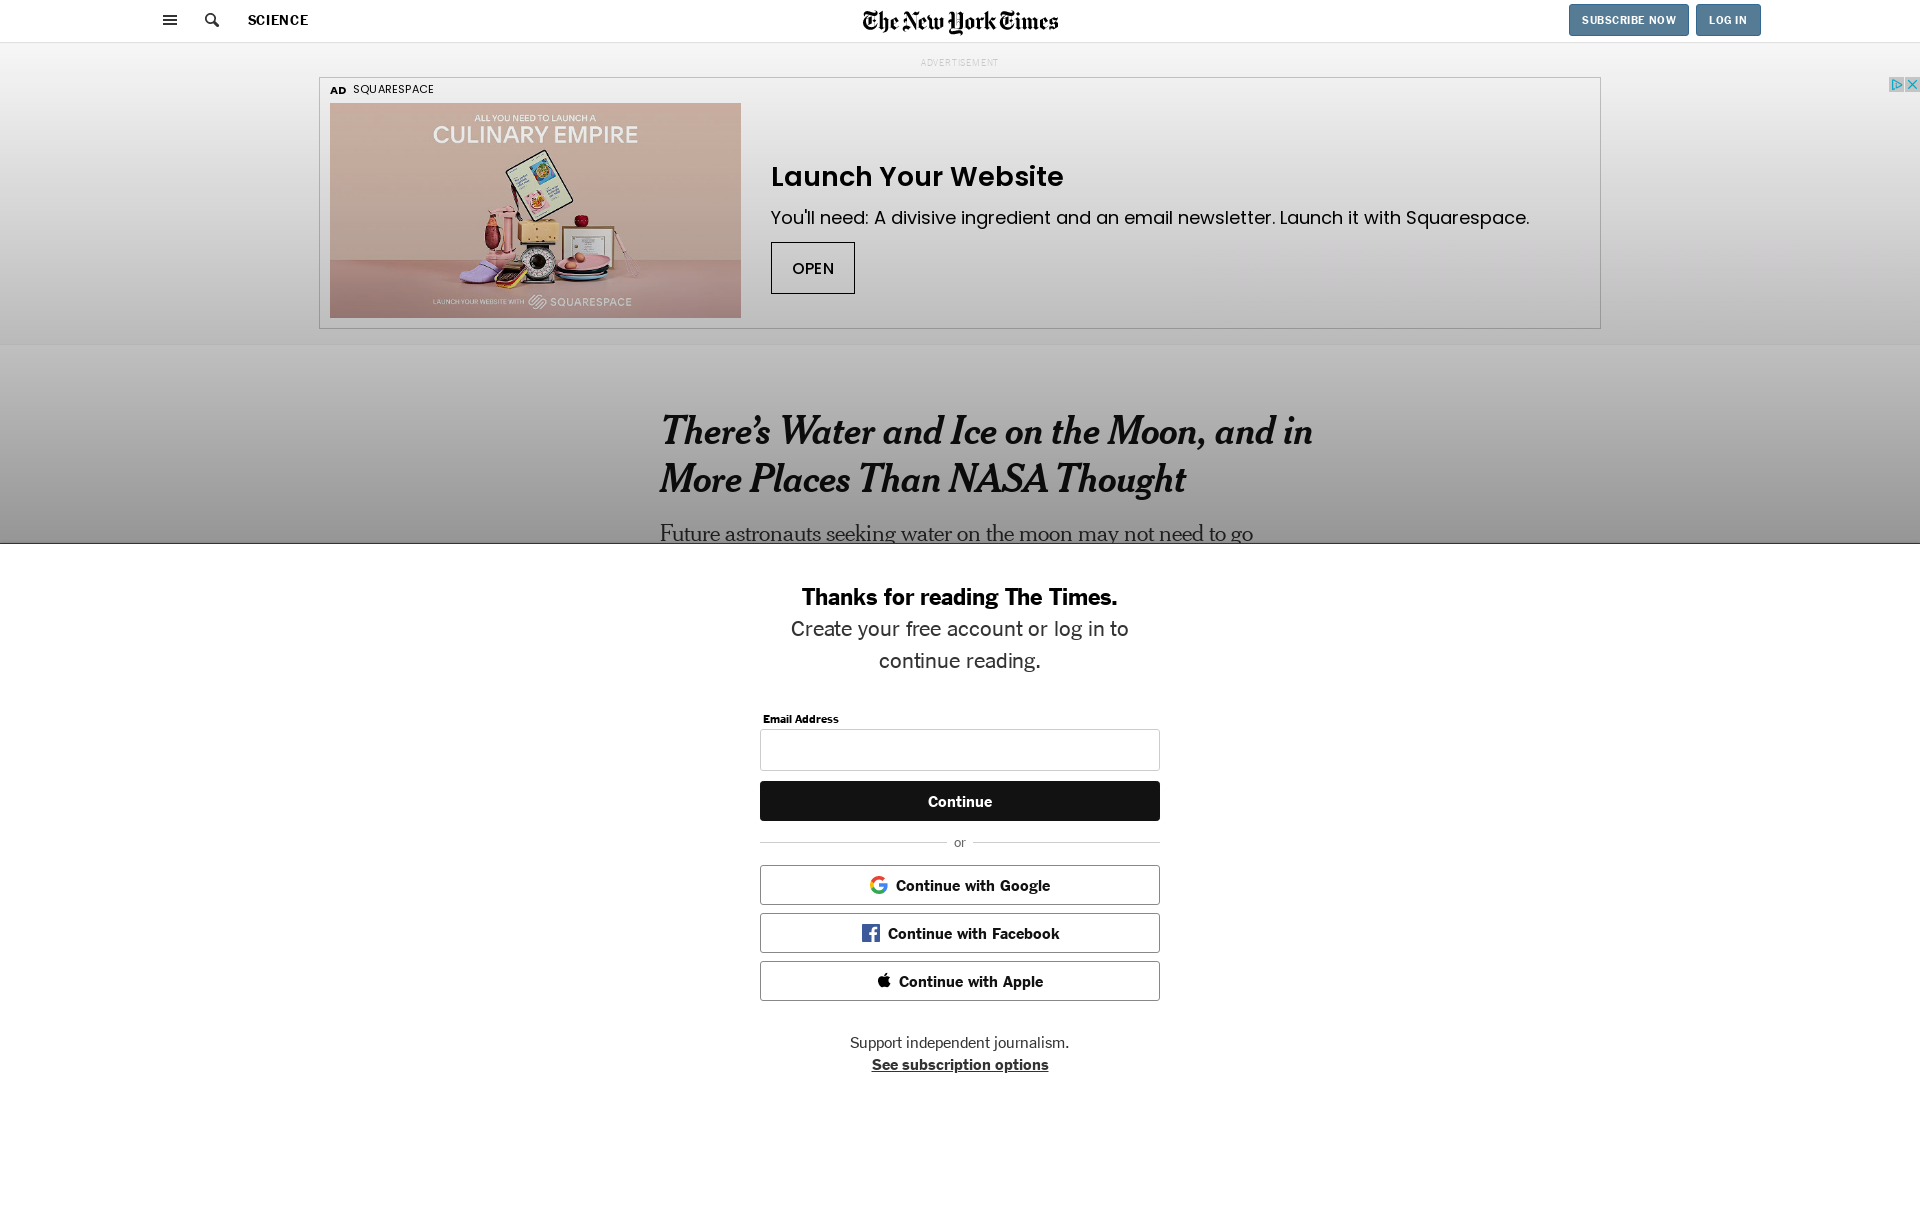 SCIENCE
The New York Times
SUBSCRIBE NOW
LOG IN
ADVERTISEMENT
AD SQUARESPACE
ALL YOU NEED TO LAUNCH A
CULINARY EMPIRE
LAUNCH YOUR WEBSITE WITH SQUARESPACE
Launch Your Website
You'll need: A divisive ingredient and an email newsletter. Launch it with Squarespace.
OPEN
There’s Water and Ice on the Moon, and in
More Places Than NASA Thought
Future astronauts seeking water on the moon may not need to go
Thanks for reading The Times.
Create your free account or log in to
continue reading.
Email Address
Continue
or
Continue with Google
Continue with Facebook
Continue with Apple
Support independent journalism.
See subscription options